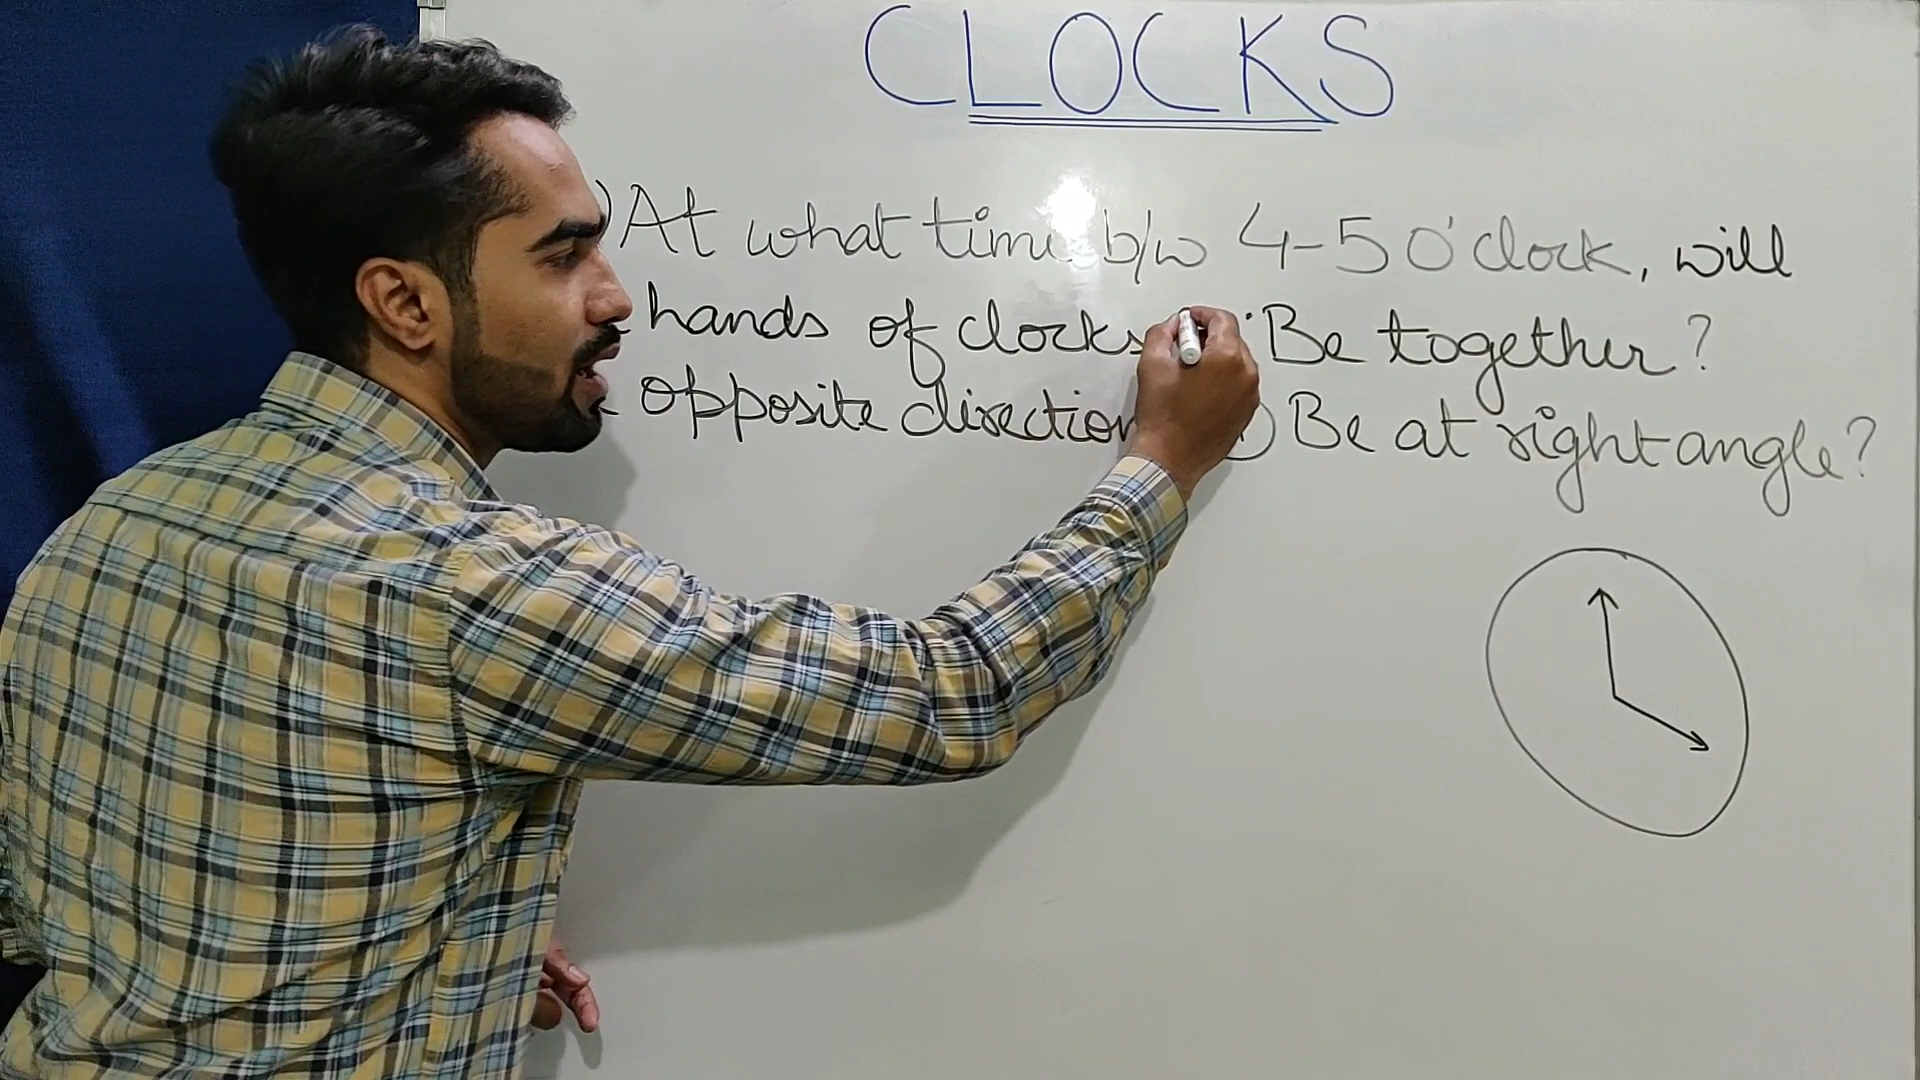 CLOCKS
) At what time b/w 4-5 O'clock, will
hands of clocks Be together?
opposite direction ) Be at right angle?